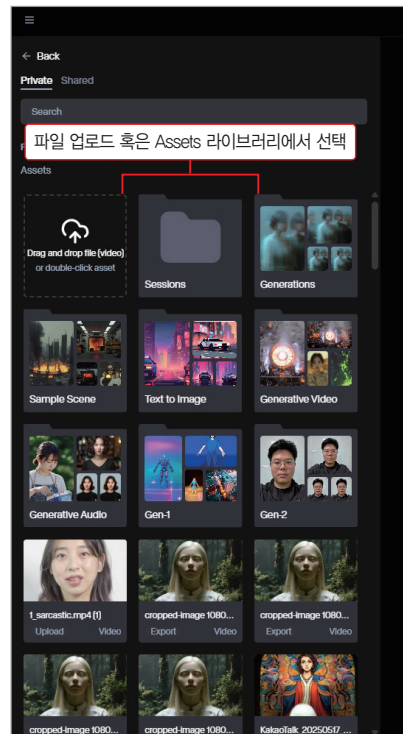 ← Back
Private Shared
Search
파일 업로드 혹은 Assets 라이브러리에서 선택
Assets
Drag and drop file (video)
or double-click asset
Sessions
Generations
Sample Scene
Text to Image
Generative Video
Generative Audio
Gen-1
Gen-2
1_sarcastic.mp4 (1)
Upload Video
cropped-image 1080...
Export Video
cropped-image 1080...
Export Video
cropped-image 1080...
cropped-image 1080...
KakaoTalk_20250517_...